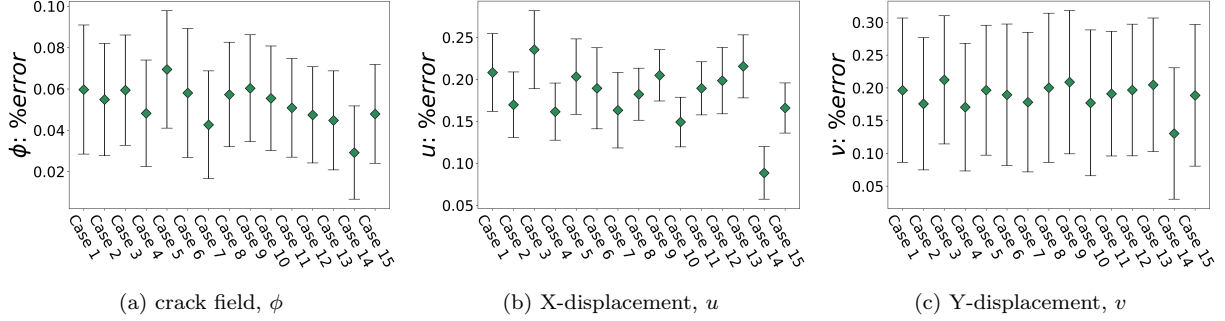 ϕ: %error
0.10
0.08
0.06
0.04
0.02
Case 1
Case 2
Case 3
Case 4
Case 5
Case 6
Case 7
Case 8
Case 9
Case 10
Case 11
Case 12
Case 13
Case 14
Case 15
(a) crack field, ϕ
u: %error
0.25
0.20
0.15
0.10
0.05
Case 1
Case 2
Case 3
Case 4
Case 5
Case 6
Case 7
Case 8
Case 9
Case 10
Case 11
Case 12
Case 13
Case 14
Case 15
(b) X-displacement, u
ν: %error
0.30
0.25
0.20
0.15
0.10
0.05
Case 1
Case 2
Case 3
Case 4
Case 5
Case 6
Case 7
Case 8
Case 9
Case 10
Case 11
Case 12
Case 13
Case 14
Case 15
(c) Y-displacement, v